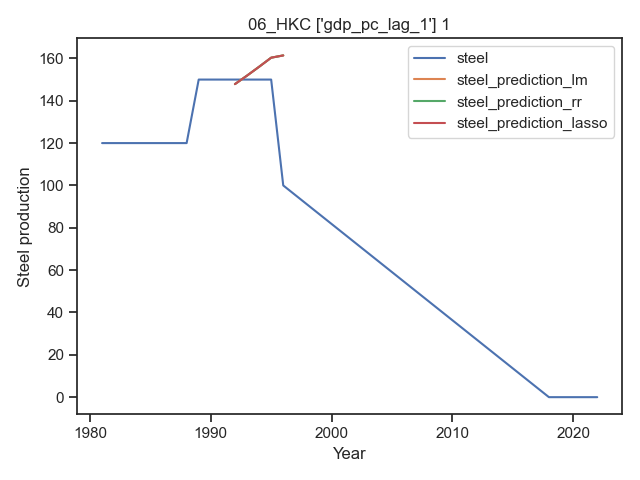 06_HKC ['gdp_pc_lag_1'] 1
steel
steel_prediction_lm
steel_prediction_rr
steel_prediction_lasso
Steel production
160
140
120
100
80
60
40
20
0
1980
1990
2000
2010
2020
Year